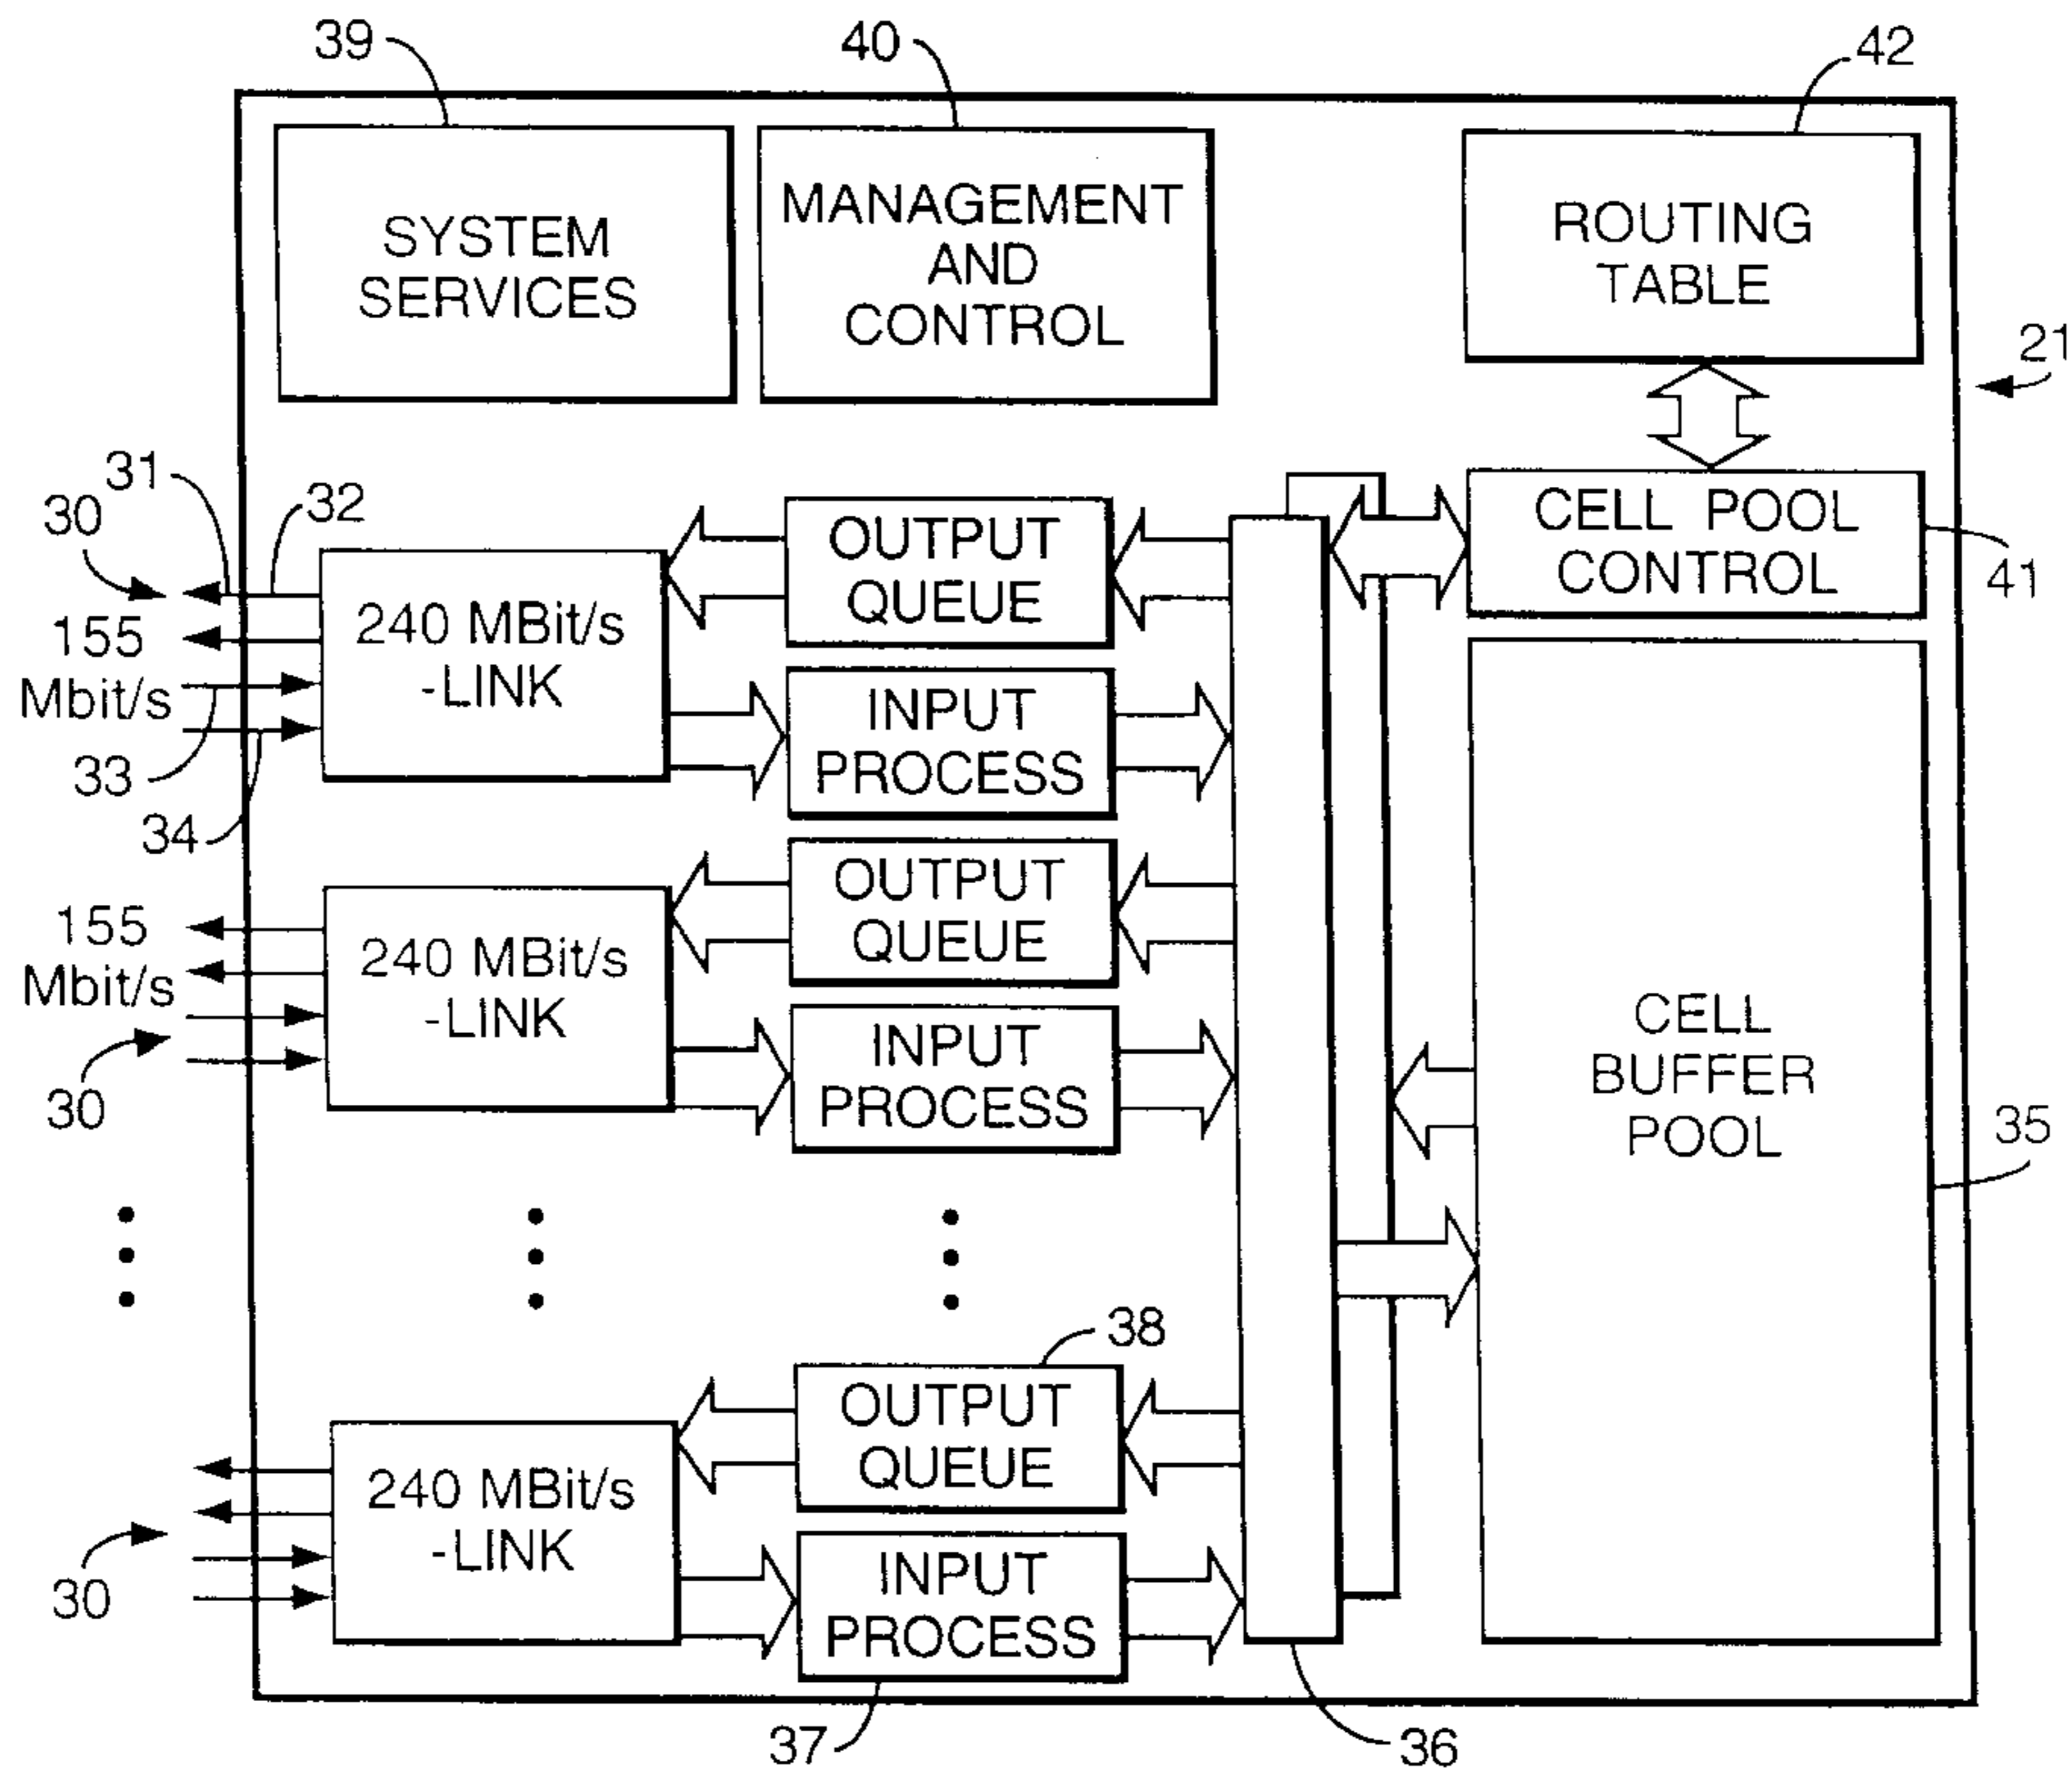 39
40
42
SYSTEM
SERVICES
MANAGEMENT
AND
CONTROL
ROUTING
TABLE
21
31
32
30
155
Mbit/s
33
34
240 MBit/s
-LINK
OUTPUT
QUEUE
INPUT
PROCESS
CELL POOL
CONTROL
41
155
Mbit/s
30
240 MBit/s
-LINK
OUTPUT
QUEUE
INPUT
PROCESS
CELL
BUFFER
POOL
35
38
30
240 MBit/s
-LINK
OUTPUT
QUEUE
INPUT
PROCESS
37
36